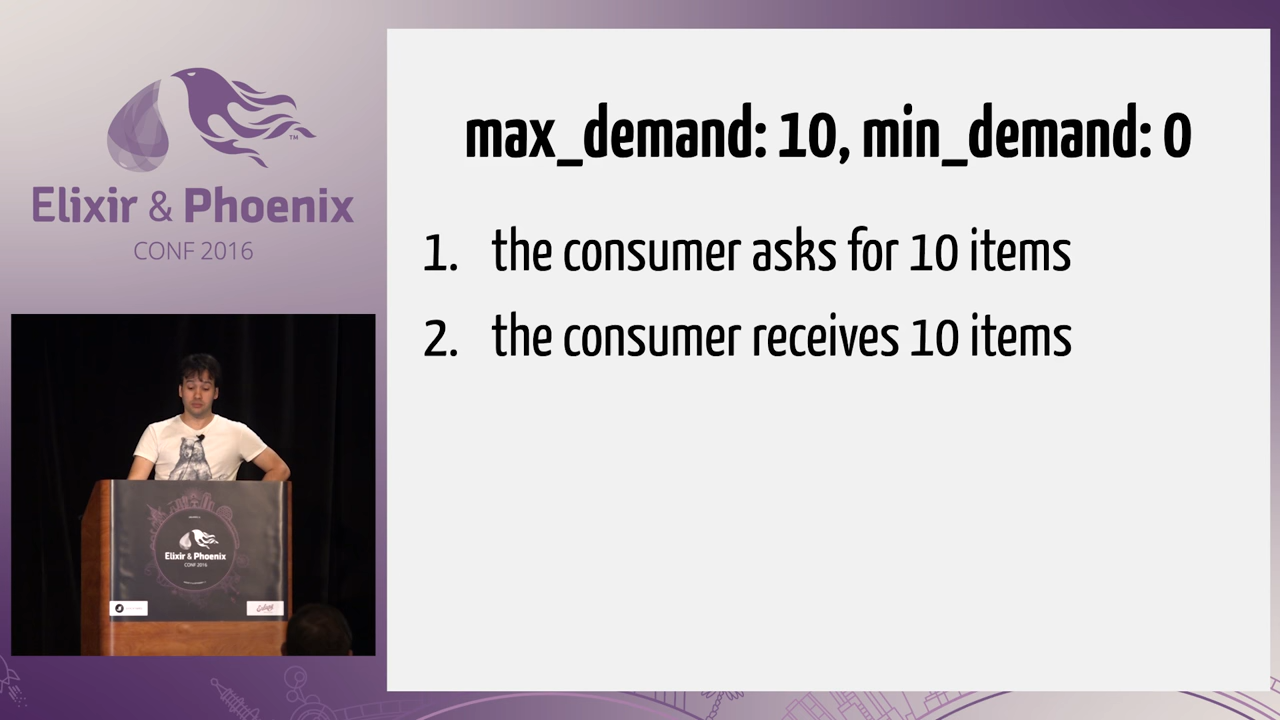 Elixir & Phoenix
TM
CONF 2016
max_demand: 10, min_demand: 0
1. the consumer asks for 10 items
2. the consumer receives 10 items
Elixir & Phoenix
CONF 2016